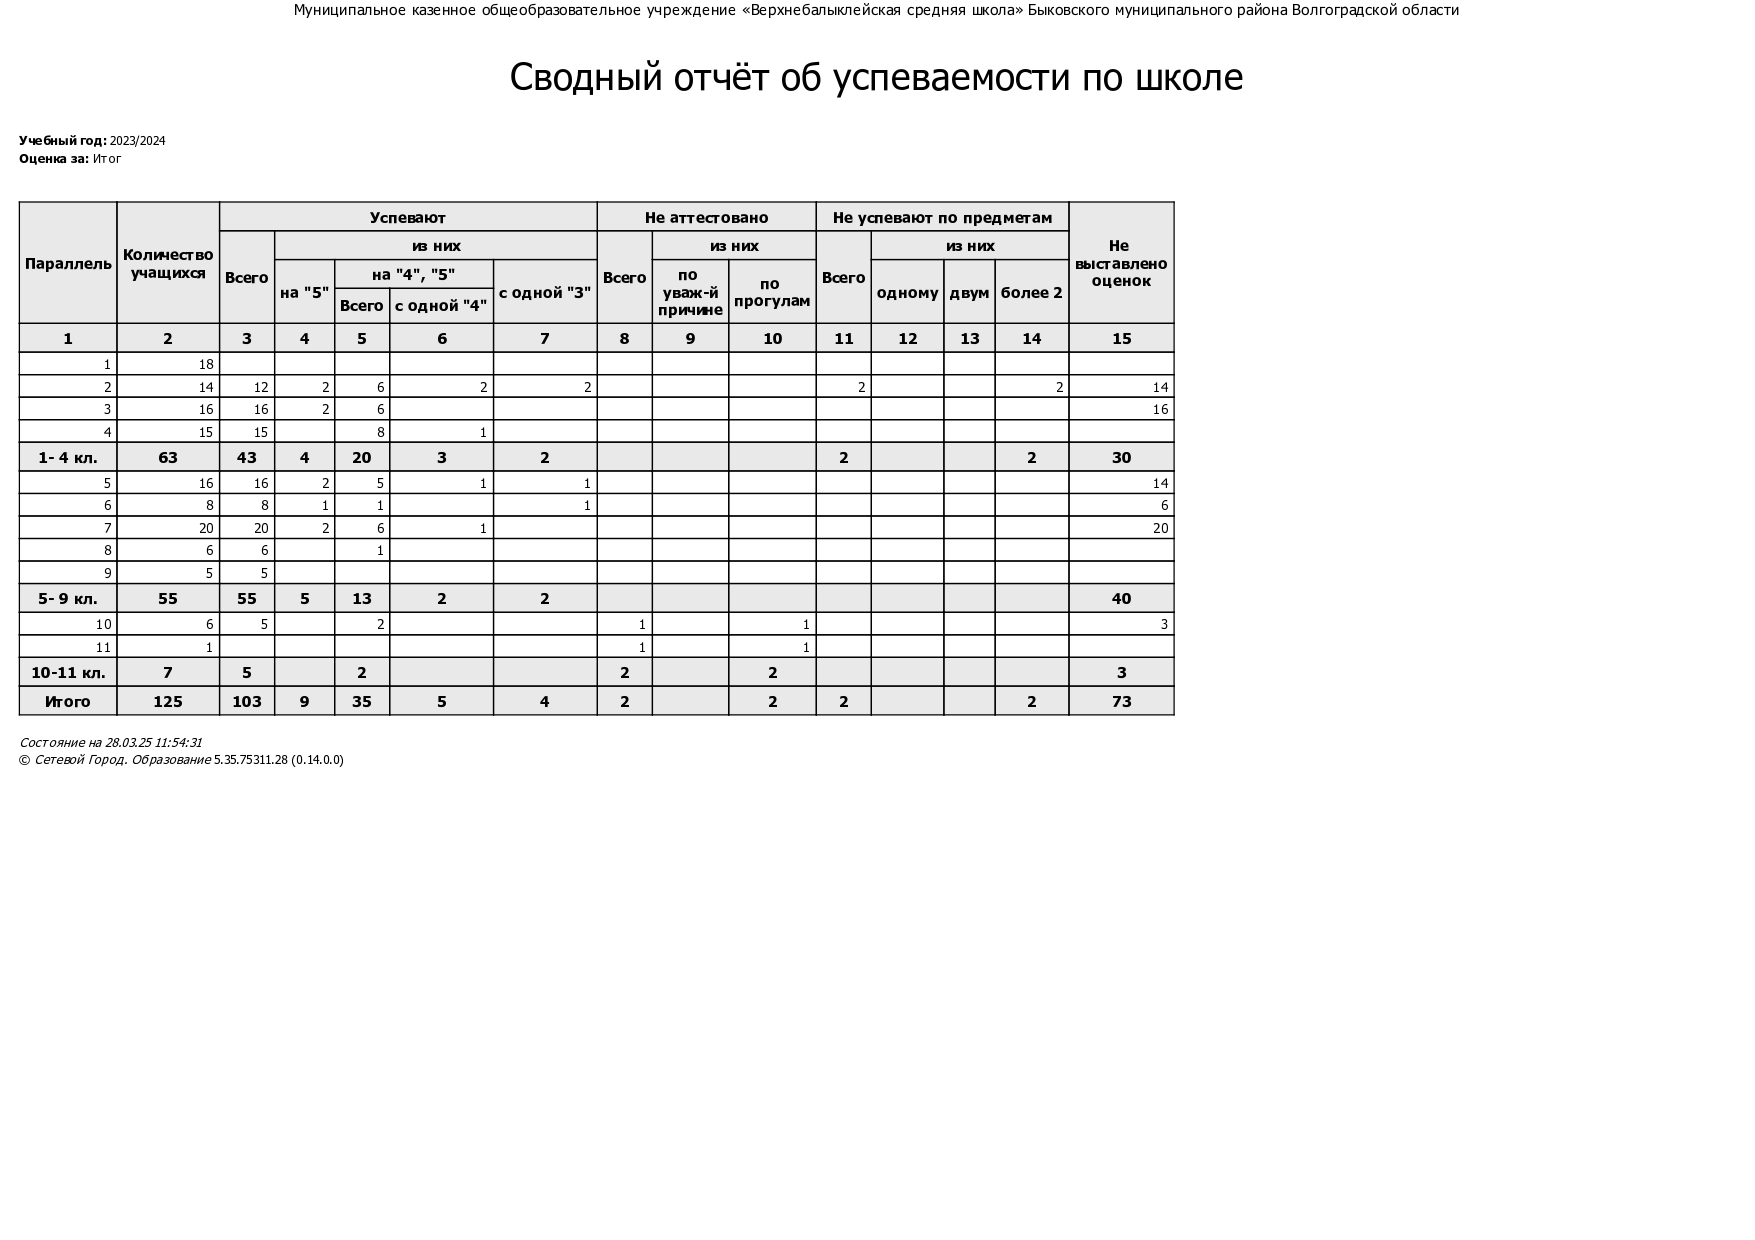 Муниципальное казенное общеобразовательное учреждение «Верхнебалыклейская средняя школа» Быковского муниципального района Волгоградской области
Сводный отчёт об успеваемости по школе
Учебный год: 2023/2024
Оценка за: Итог
Параллель Количество учащихся Успевают Не аттестовано Не успевают по предметам Не выставлено оценок
Всего из них Всего из них Всего из них
на "5" на "4", "5" с одной "3" по уваж-й причине по прогулам одному двум более 2
Всего с одной "4"
1 2 3 4 5 6 7 8 9 10 11 12 13 14 15
1 18
2 14 12 2 6 2 2 2 2 14
3 16 16 2 6 16
4 15 15 8 1
1- 4 кл. 63 43 4 20 3 2 2 2 30
5 16 16 2 5 1 1 14
6 8 8 1 1 1 6
7 20 20 2 6 1 20
8 6 6 1
9 5 5
5- 9 кл. 55 55 5 13 2 2 40
10 6 5 2 1 1 3
11 1 1 1
10-11 кл. 7 5 2 2 2 3
Итого 125 103 9 35 5 4 2 2 2 2 73
Состояние на 28.03.25 11:54:31
© Сетевой Город. Образование 5.35.75311.28 (0.14.0.0)